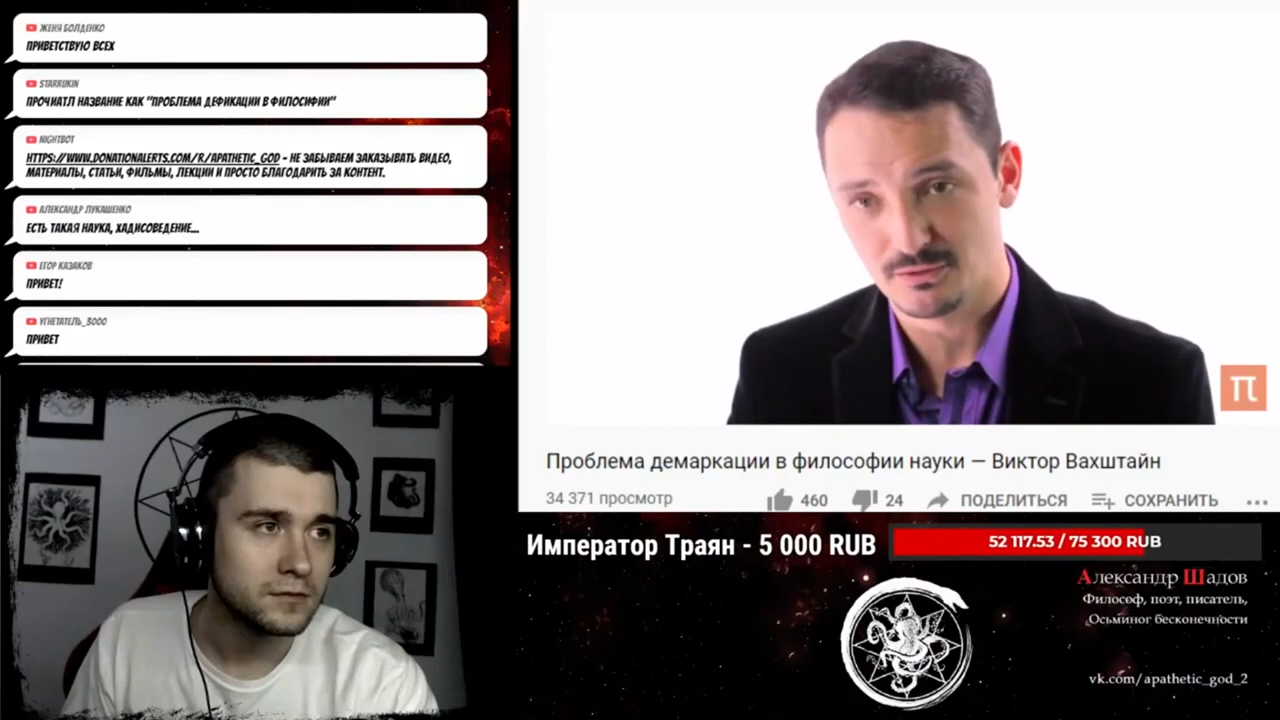 ЖЕНЯ БОЛДЕНКО
ПРИВЕТСТВУЮ ВСЕХ
STARRUKIN
ПРОЧИАТЛ НАЗВАНИЕ КАК "ПРОБЛЕМА ДЕФИКАЦИИ В ФИЛОСИФИИ"
NIGHTBOT
HTTPS://WWW.DONATIONALERTS.COM/R/APATHETIC_GOD - НЕ ЗАБЫВАЕМ ЗАКАЗЫВАТЬ ВИДЕО,
МАТЕРИАЛЫ, СТАТЬИ, ФИЛЬМЫ, ЛЕКЦИИ И ПРОСТО БЛАГОДАРИТЬ ЗА КОНТЕНТ.
АЛЕКСАНДР ЛУКАШЕНКО
ЕСТЬ ТАКАЯ НАУКА, ХАДИСОВЕДЕНИЕ...
ЕГОР КАЗАКОВ
ПРИВЕТ!
УГНЕТАТЕЛЬ_3000
ПРИВЕТ
π
Проблема демаркации в философии науки — Виктор Вахштайн
34 371 просмотр
460
24
ПОДЕЛИТЬСЯ
СОХРАНИТЬ
Император Траян - 5 000 RUB
52 117.53 / 75 300 RUB
Александр Шадов
Философ, поэт, писатель,
Осьминог бесконечности
vk.com/apathetic_god_2